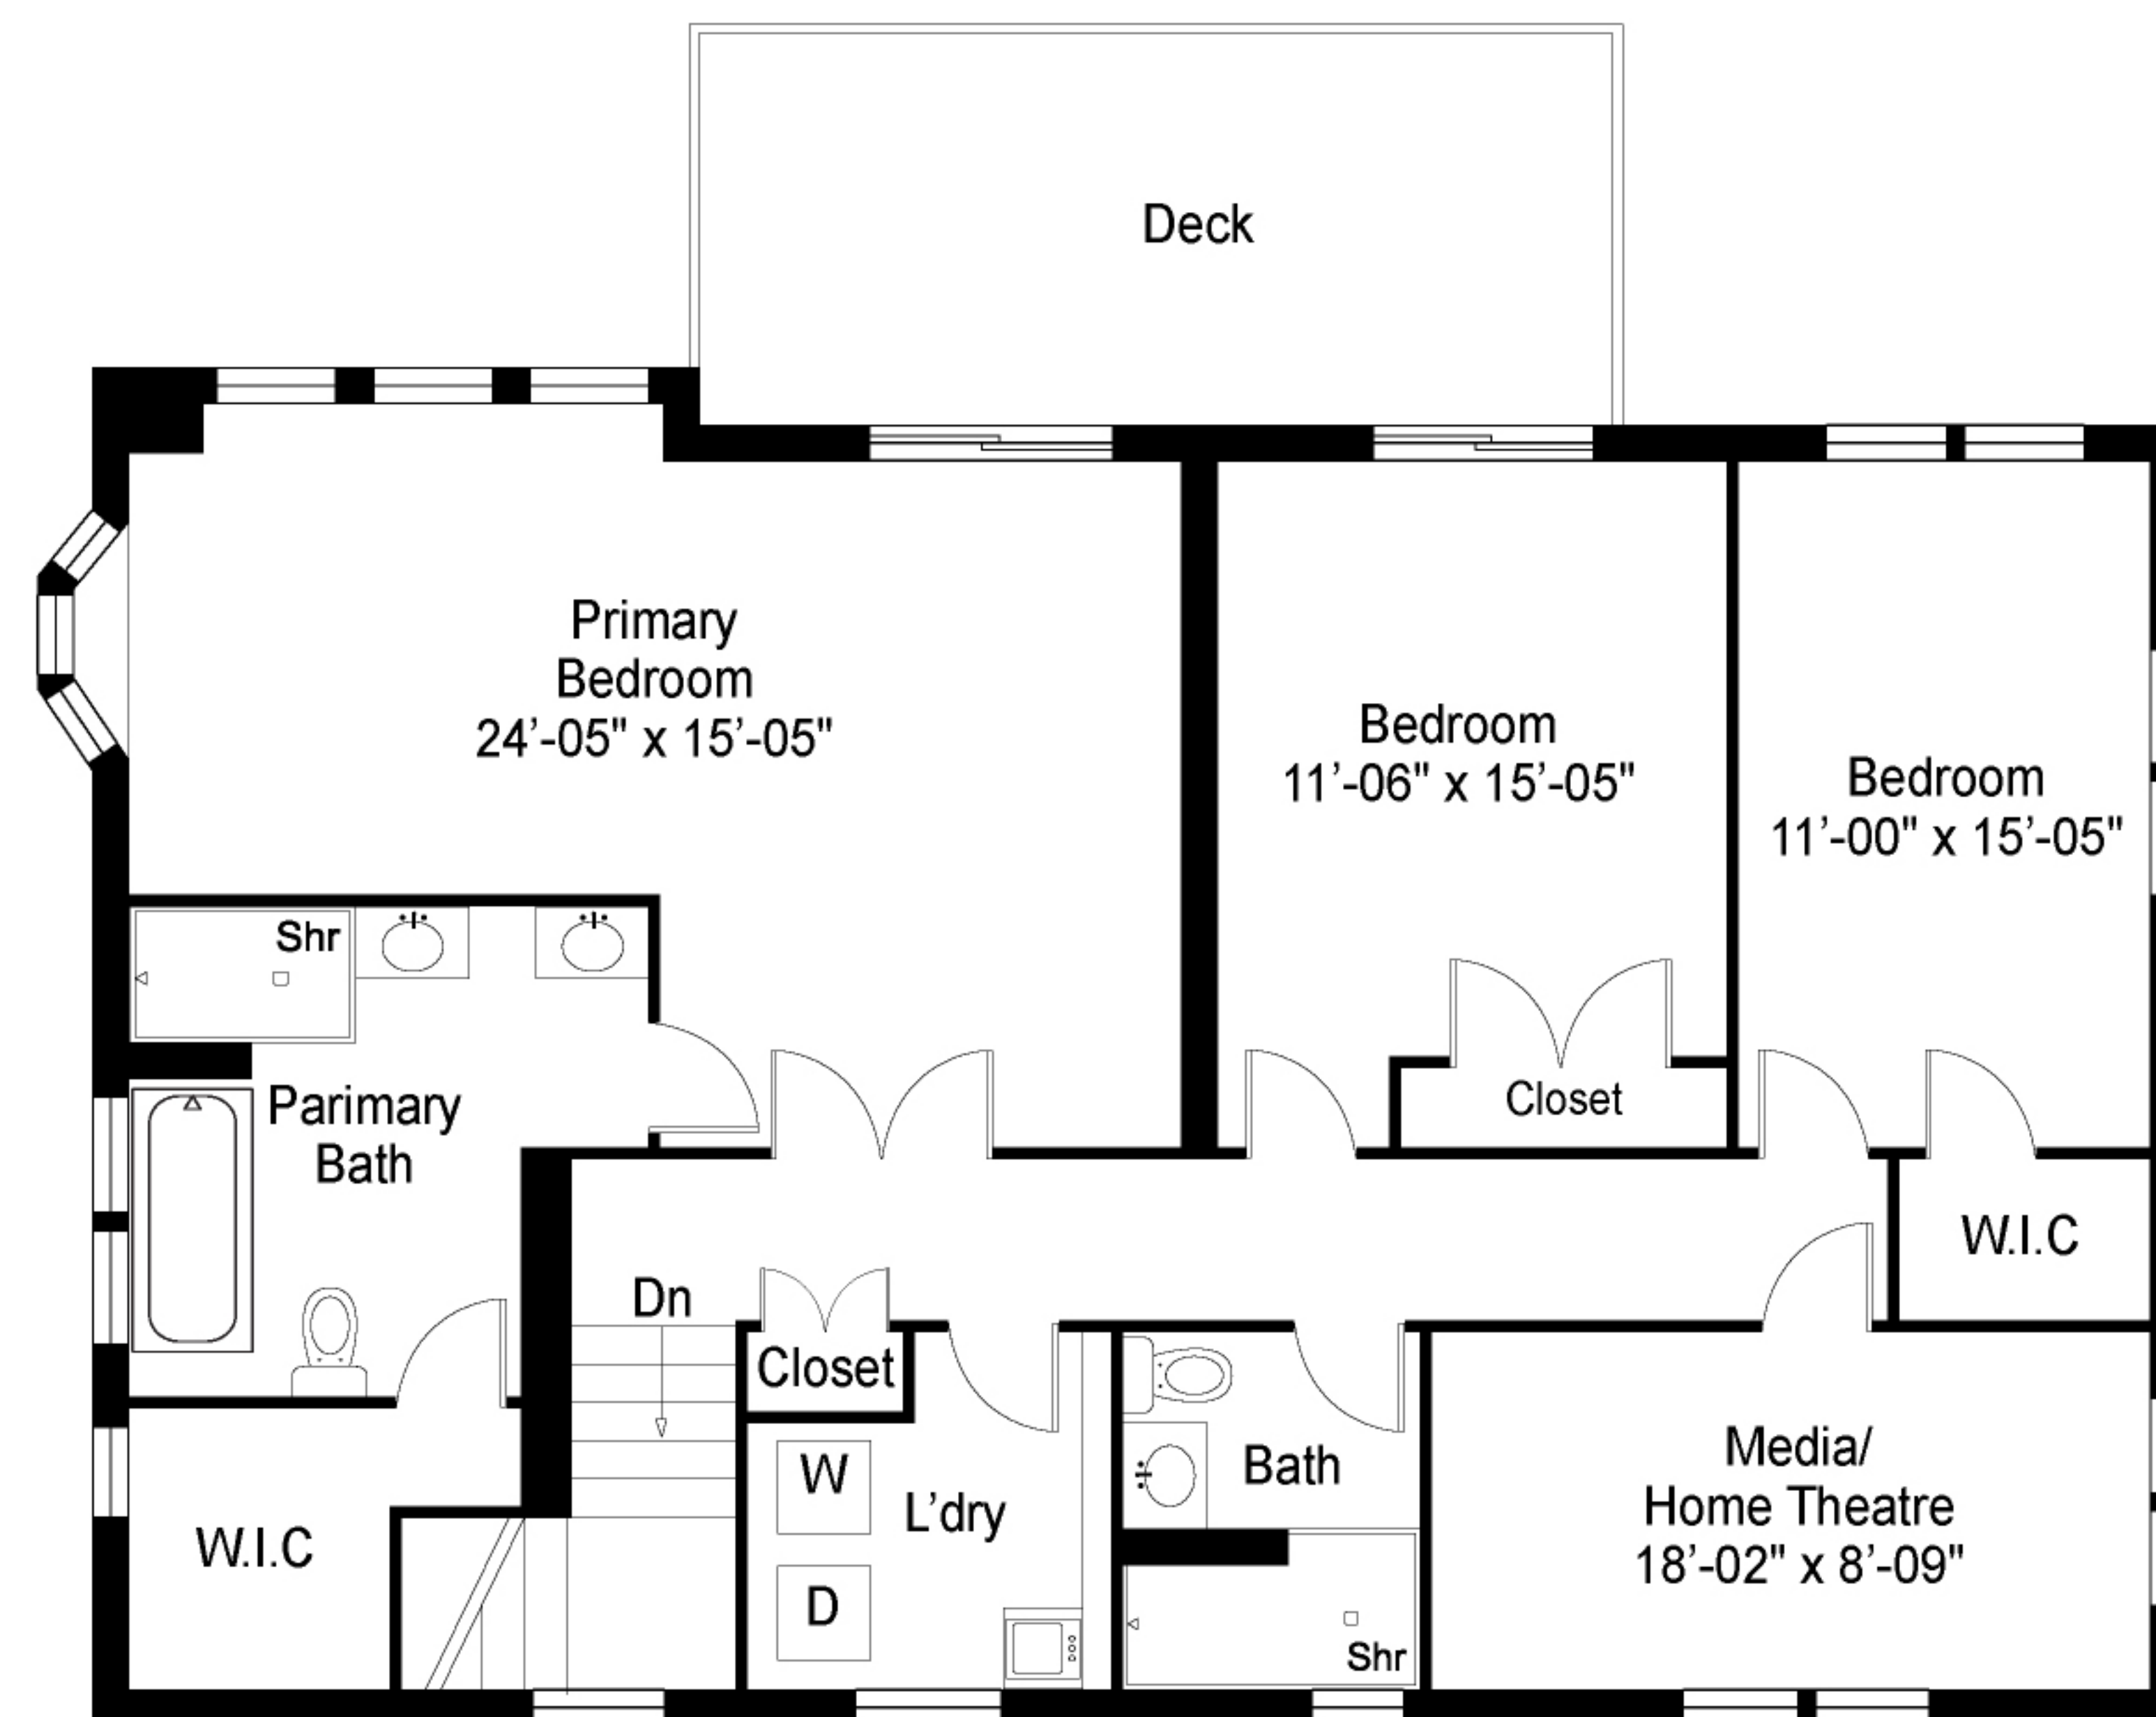 Deck
Primary
Bedroom
24’-05" x 15’-05"
Bedroom
11’-06" x 15’-05"
Bedroom
11’-00" x 15’-05"
Shr
Closet
Parimary
Bath
W.I.C
Dn
Closet
W
L’dry
D
Bath
Shr
Media/
Home Theatre
18’-02" x 8’-09"
W.I.C